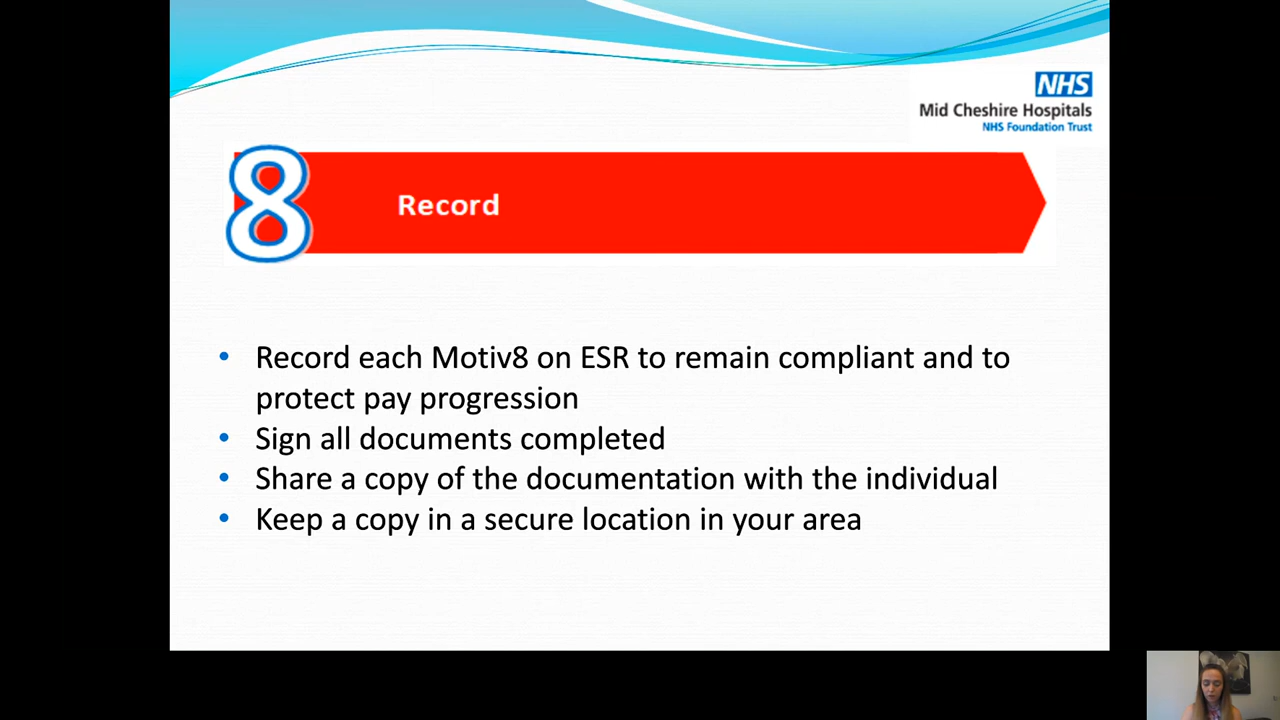 NHS
Mid Cheshire Hospitals
NHS Foundation Trust
8 Record
• Record each Motiv8 on ESR to remain compliant and to
protect pay progression
• Sign all documents completed
• Share a copy of the documentation with the individual
• Keep a copy in a secure location in your area